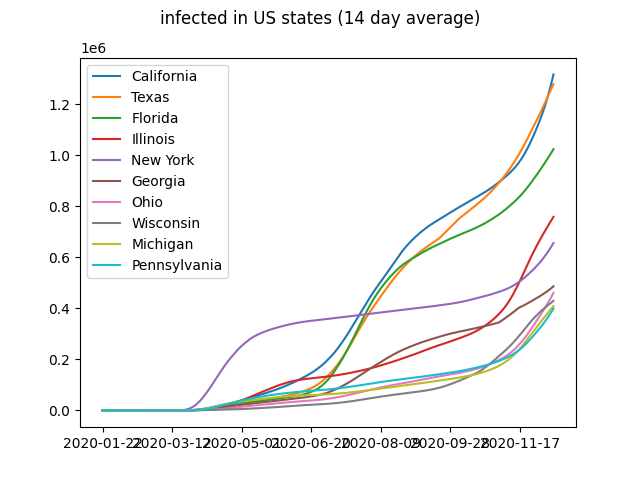 infected in US states (14 day average)
1e6
1.2
1.0
0.8
0.6
0.4
0.2
0.0
California
Texas
Florida
Illinois
New York
Georgia
Ohio
Wisconsin
Michigan
Pennsylvania
2020-01-22 2020-03-12 2020-05-01 2020-06-20 2020-08-09 2020-09-28 2020-11-17